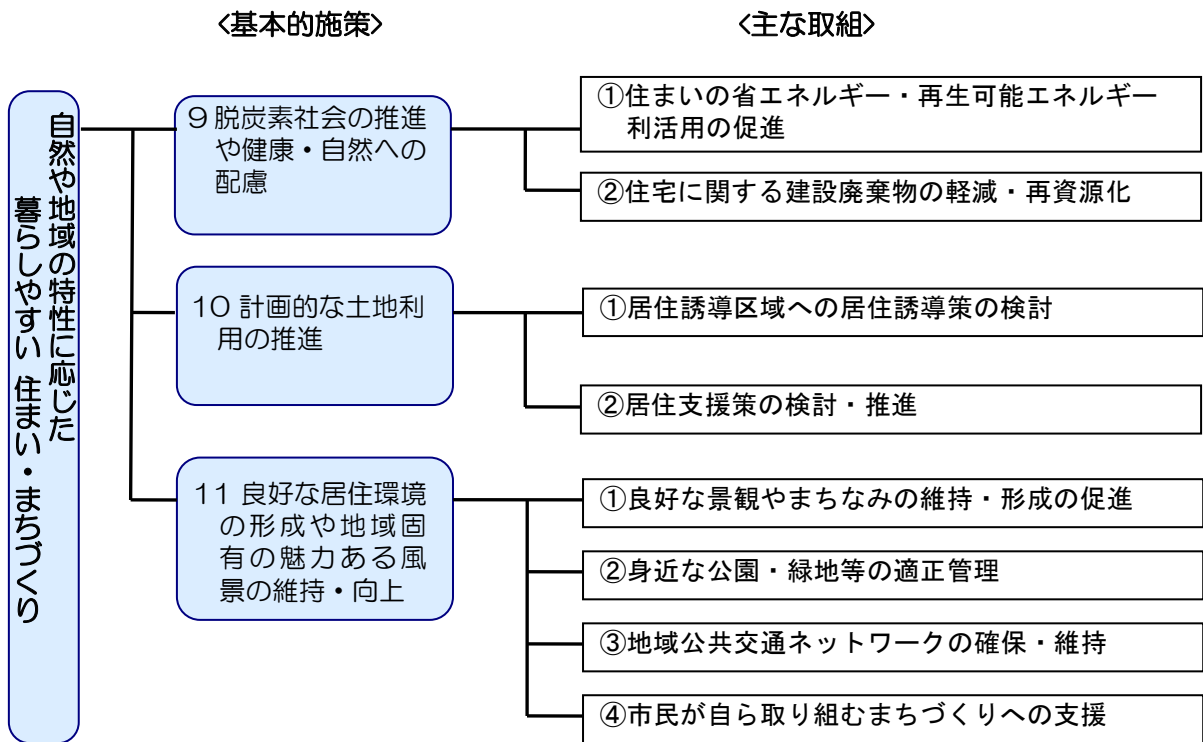 <基本的施策>
<主な取組>
自然や地域の特性に応じた
暮らしやすい 住まい・まちづくり
9 脱炭素社会の推進
や健康・自然への
配慮
①住まいの省エネルギー・再生可能エネルギー
利活用の促進
②住宅に関する建設廃棄物の軽減・再資源化
10 計画的な土地利
用の推進
①居住誘導区域への居住誘導策の検討
②居住支援策の検討・推進
11 良好な居住環境
の形成や地域固
有の魅力ある風
景の維持・向上
①良好な景観やまちなみの維持・形成の促進
②身近な公園・緑地等の適正管理
③地域公共交通ネットワークの確保・維持
④市民が自ら取り組むまちづくりへの支援